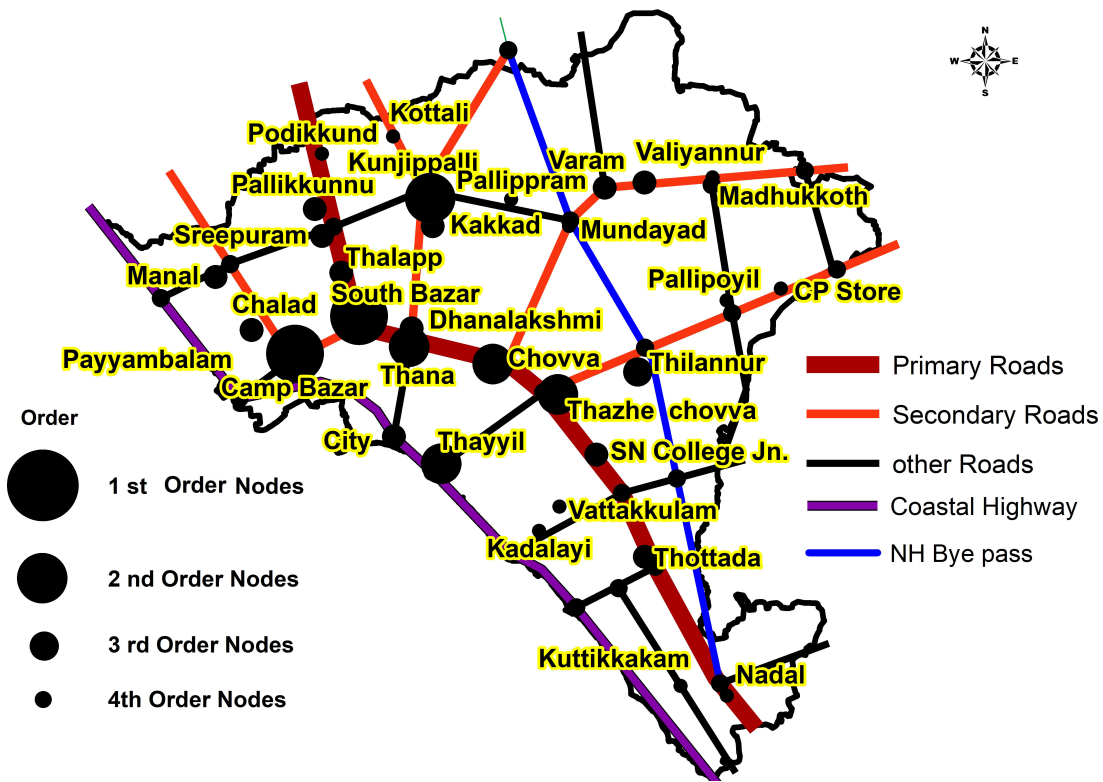 N
W E
S
Kottali
Podikkund
Kunjippalli
Varam
Valiyannur
Pallikkunnu
Pallippram
Madhukkoth
Sreepuram
Kakkad
Mundayad
Manal
Thalapp
Pallipoyil
CP Store
Chalad
South Bazar
Dhanalakshmi
Payyambalam
Chovva
Thilannur
Camp Bazar
Thana
Thazhe chovva
City
Thayyil
SN College Jn.
Vattakkulam
Kadalayi
Thottada
Kuttikkakam
Nadal
Primary Roads
Secondary Roads
other Roads
Coastal Highway
NH Bye pass
Order
1 st Order Nodes
2 nd Order Nodes
3 rd Order Nodes
4th Order Nodes